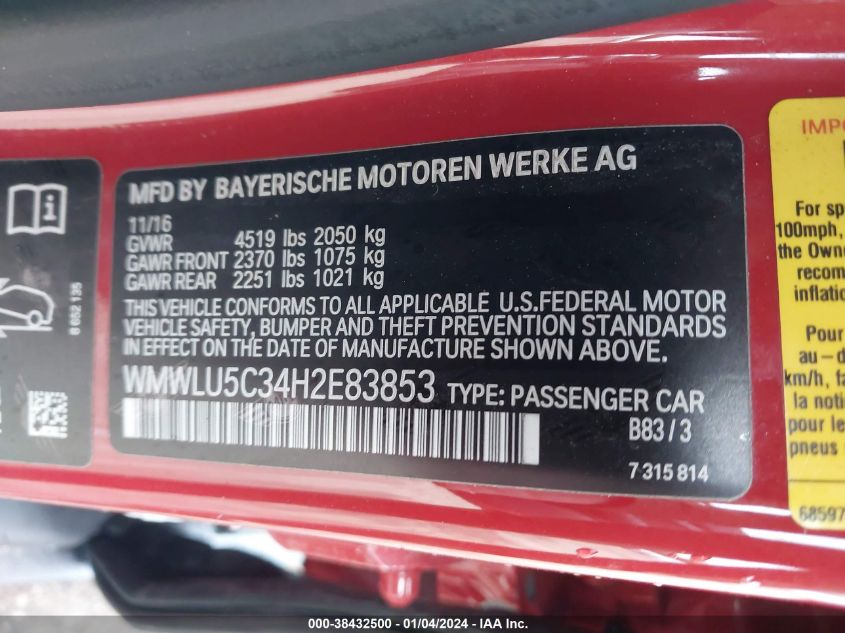 MFD BY BAYERISCHE MOTOREN WERKE AG
11/16
GVWR 4519 lbs 2050 kg
GAWR FRONT 2370 lbs 1075 kg
GAWR REAR 2251 lbs 1021 kg
THIS VEHICLE CONFORMS TO ALL APPLICABLE U.S.FEDERAL MOTOR
VEHICLE SAFETY, BUMPER AND THEFT PREVENTION STANDARDS
IN EFFECT ON THE DATE OF MANUFACTURE SHOWN ABOVE.
WMWLU5C34H2E83853 TYPE: PASSENGER CAR
B83/3
7 315 814
8 652 135
For sp
100mph,
the Owne
recom
inflatio
Pour
au-d
km/h, fa
la noti
pour le
pneus
68597
000-38432500 - 01/04/2024 - IAA Inc.